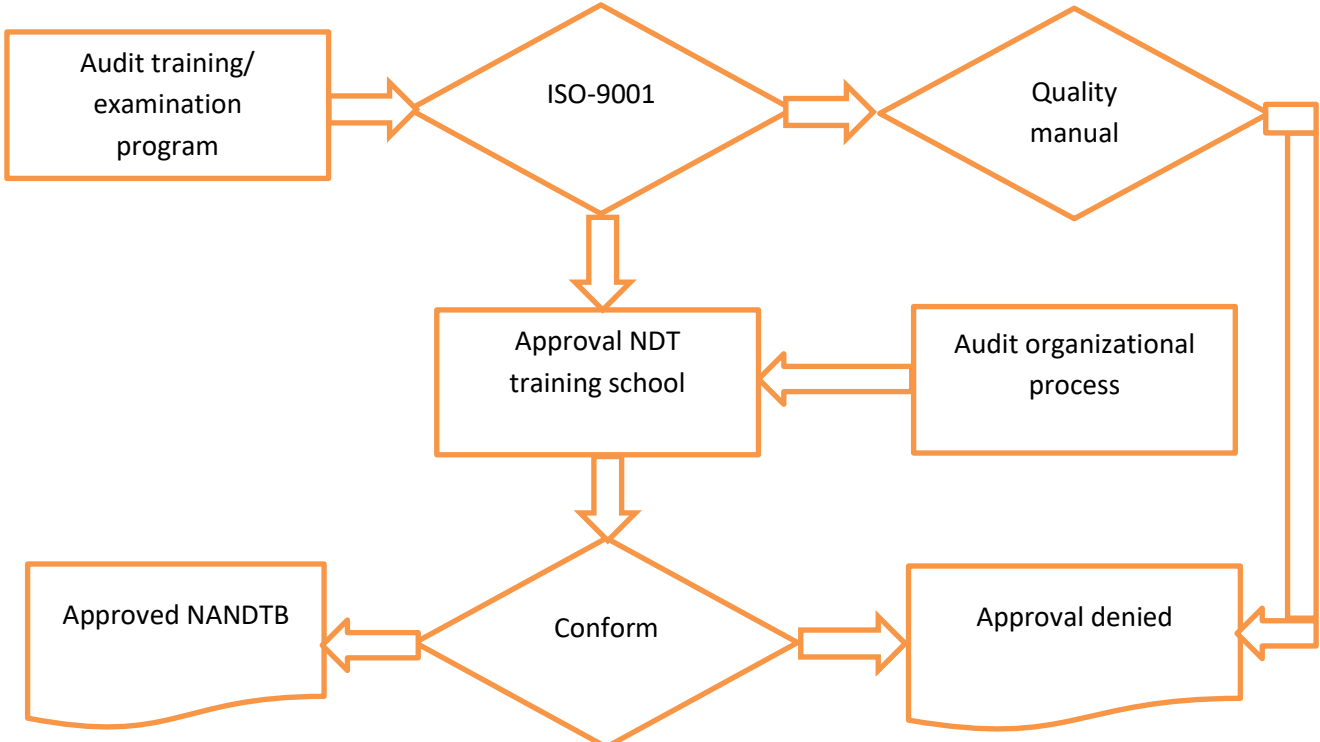 Audit training/
examination
program
ISO-9001
Quality
manual
Approval NDT
training school
Audit organizational
process
Approved NANDTB
Conform
Approval denied